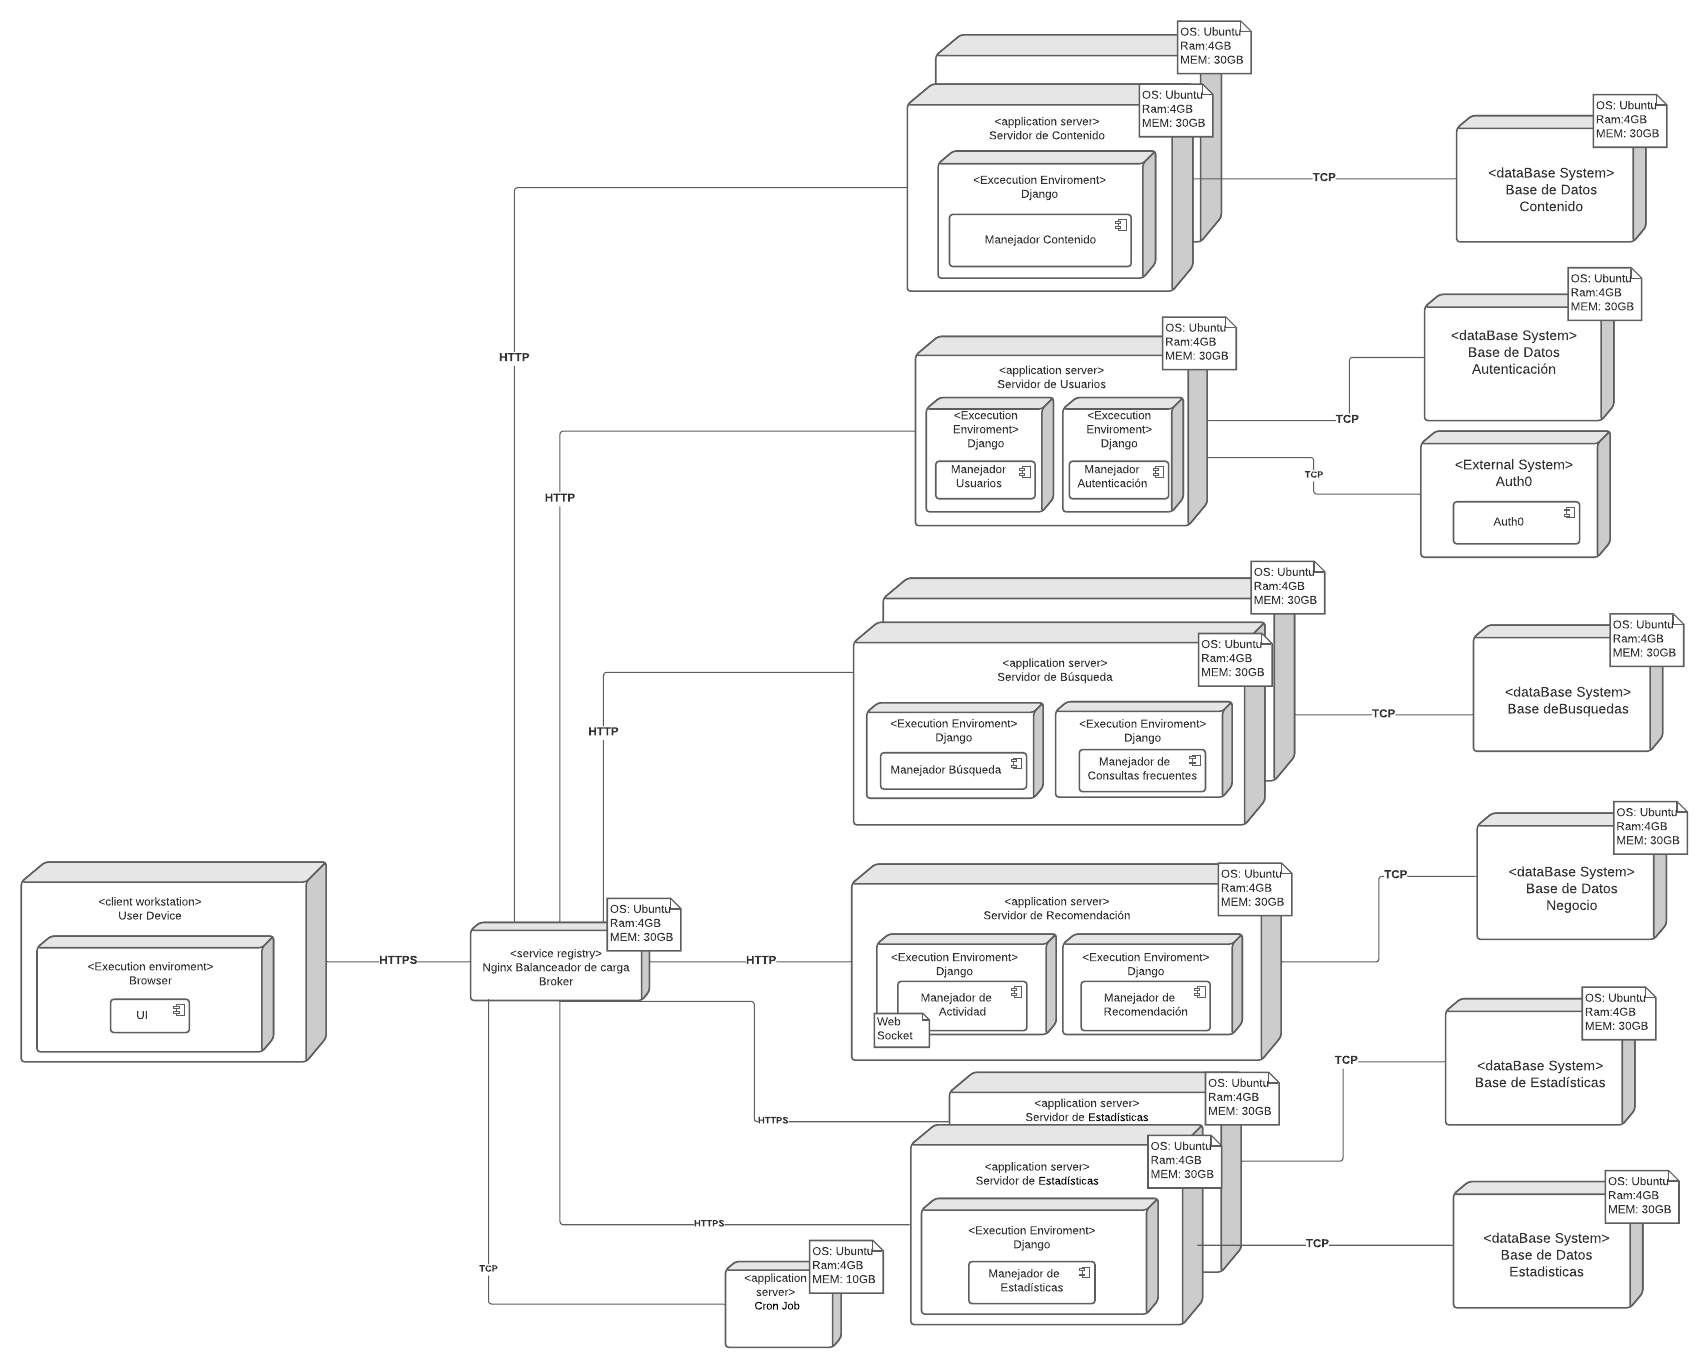 OS: Ubuntu
Ram:4GB
MEM: 30GB
OS: Ubuntu
Ram:4GB
MEM: 30GB
<application server>
Servidor de Contenido
<Excecution Enviroment>
Django
Manejador Contenido
TCP
OS: Ubuntu
Ram:4GB
MEM: 30GB
<dataBase System>
Base de Datos
Contenido
HTTP
OS: Ubuntu
Ram:4GB
MEM: 30GB
<application server>
Servidor de Usuarios
<Excecution
Enviroment>
Django
Manejador
Usuarios
<Excecution
Enviroment>
Django
Manejador
Autenticación
TCP
OS: Ubuntu
Ram:4GB
MEM: 30GB
<dataBase System>
Base de Datos
Autenticación
TCP
<External System>
Auth0
Auth0
HTTP
OS: Ubuntu
Ram:4GB
MEM: 30GB
OS: Ubuntu
Ram:4GB
MEM: 30GB
<application server>
Servidor de Búsqueda
<Execution Enviroment>
Django
Manejador Búsqueda
<Execution Enviroment>
Django
Manejador de
Consultas frecuentes
TCP
OS: Ubuntu
Ram:4GB
MEM: 30GB
<dataBase System>
Base deBusquedas
HTTP
<client workstation>
User Device
<Execution enviroment>
Browser
UI
HTTPS
OS: Ubuntu
Ram:4GB
MEM: 30GB
<service registry>
Nginx Balanceador de carga
Broker
HTTP
OS: Ubuntu
Ram:4GB
MEM: 30GB
<application server>
Servidor de Recomendación
<Execution Enviroment>
Django
Manejador de
Actividad
Web
Socket
<Execution Enviroment>
Django
Manejador de
Recomendación
TCP
OS: Ubuntu
Ram:4GB
MEM: 30GB
<dataBase System>
Base de Datos
Negocio
HTTPS
OS: Ubuntu
Ram:4GB
MEM: 30GB
<application server>
Servidor de Estadísticas
TCP
OS: Ubuntu
Ram:4GB
MEM: 30GB
<dataBase System>
Base de Estadísticas
HTTPS
OS: Ubuntu
Ram:4GB
MEM: 30GB
<application server>
Servidor de Estadísticas
<Execution Enviroment>
Django
Manejador de
Estadísticas
TCP
OS: Ubuntu
Ram:4GB
MEM: 30GB
<dataBase System>
Base de Datos
Estadisticas
TCP
OS: Ubuntu
Ram:4GB
MEM: 10GB
<application
server>
Cron Job